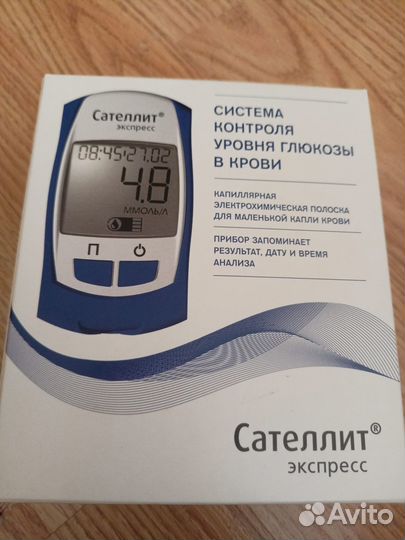 Сателлит®
экспресс
08:45 27.02
4.8
ММОЛЬ/Л
П
СИСТЕМА
КОНТРОЛЯ
УРОВНЯ ГЛЮКОЗЫ
В КРОВИ
КАПИЛЛЯРНАЯ
ЭЛЕКТРОХИМИЧЕСКАЯ ПОЛОСКА
ДЛЯ МАЛЕНЬКОЙ КАПЛИ КРОВИ
ПРИБОР ЗАПОМИНАЕТ
РЕЗУЛЬТАТ, ДАТУ И ВРЕМЯ
АНАЛИЗА
Сателлит®
экспресс
Avito